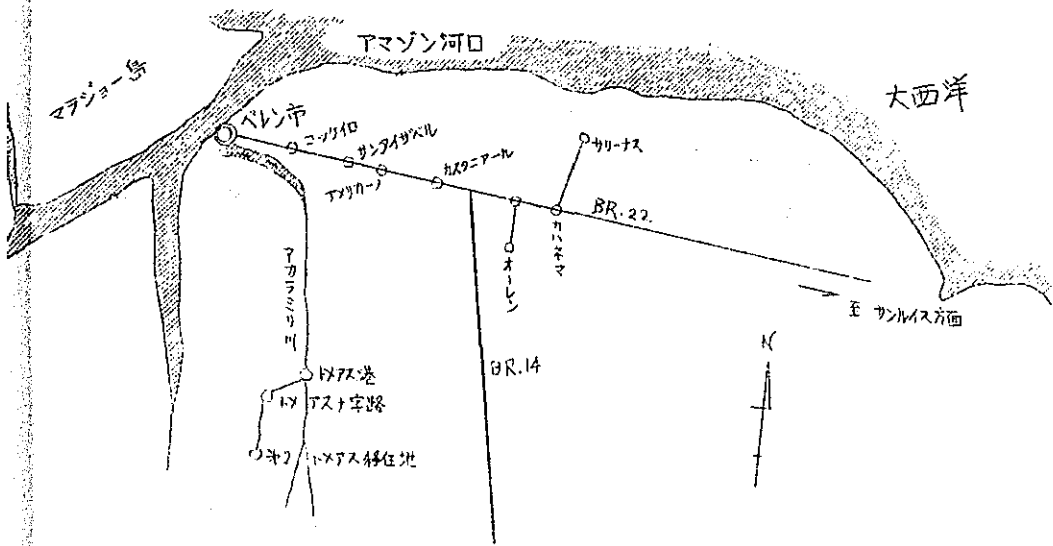 アマゾン河口
大西洋
マラジョー島
ベレン市
コッケイロ
サンタイザベル
アメリカーノ
カスタニアール
サリーナス
BR.22.
カパネマ
オーレン
至 サンルイス方面
アカラミリ川
BR.14
N
トメアス港
トメアス十字路
トメアス移住地